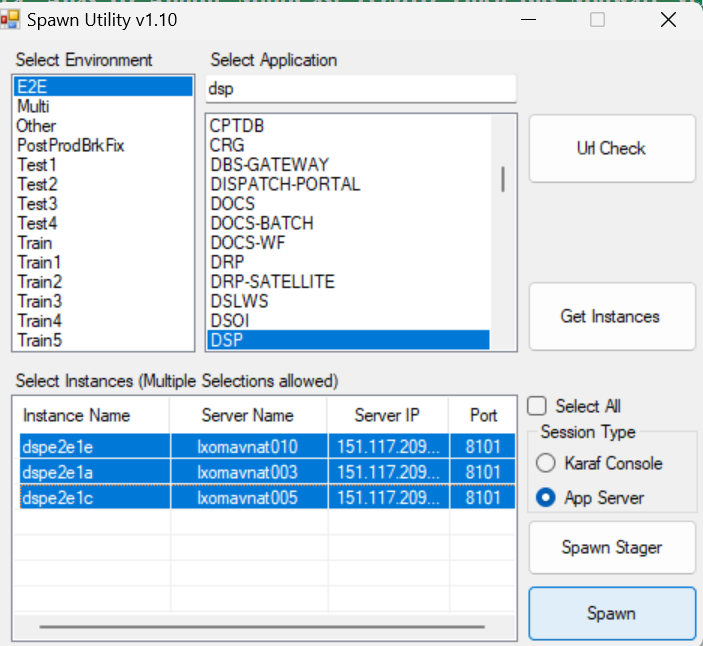 Spawn Utility v1.10
Select Environment
E2E
Multi
Other
PostProdBrkFix
Test1
Test2
Test3
Test4
Train
Train1
Train2
Train3
Train4
Train5
Select Application
dsp
CPTDB
CRG
DBS-GATEWAY
DISPATCH-PORTAL
DOCS
DOCS-BATCH
DOCS-WF
DRP
DRP-SATELLITE
DSLWS
DSOI
DSP
Url Check
Get Instances
Select Instances (Multiple Selections allowed)
Instance Name Server Name Server IP Port
dspe2e1e lxomavnat010 151.117.209... 8101
dspe2e1a lxomavnat003 151.117.209... 8101
dspe2e1c lxomavnat005 151.117.209... 8101
Select All
Session Type
Karaf Console
App Server
Spawn Stager
Spawn